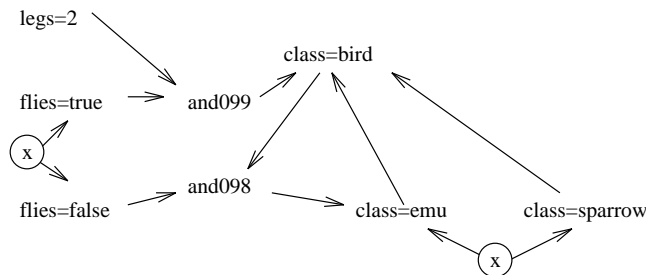 legs=2
class=bird
flies=true
and099
x
and098
flies=false
class=emu
class=sparrow
x